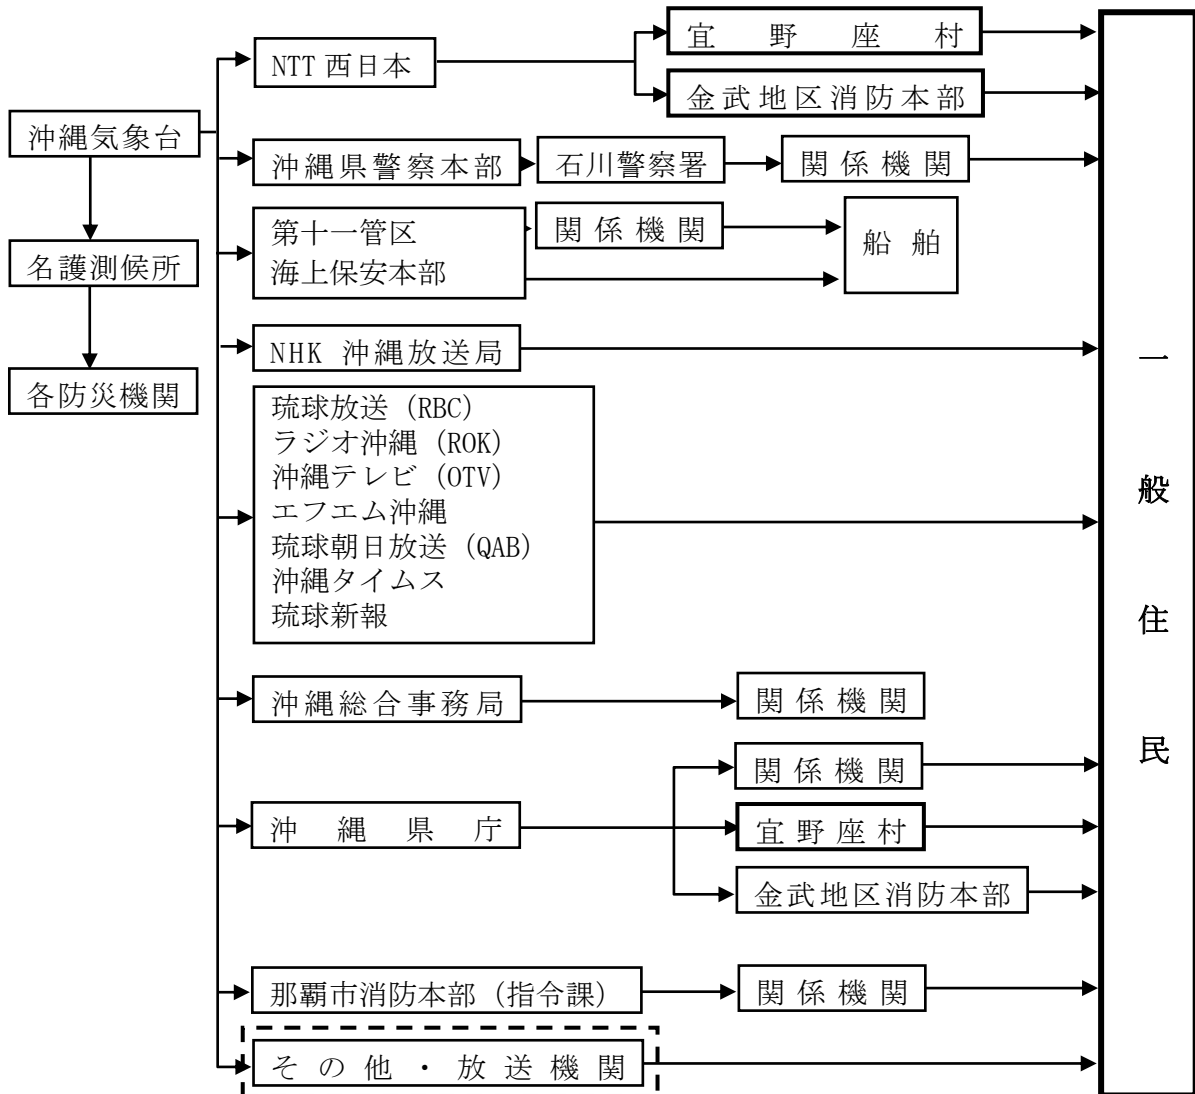 沖縄気象台
名護測候所
各防災機関
NTT 西日本
宜野座村
金武地区消防本部
沖縄県警察本部
石川警察署
関係機関
第十一管区
海上保安本部
関係機関
船舶
NHK 沖縄放送局
琉球放送（RBC）
ラジオ沖縄（ROK）
沖縄テレビ（OTV）
エフエム沖縄
琉球朝日放送（QAB）
沖縄タイムス
琉球新報
沖縄総合事務局
関係機関
沖縄県庁
関係機関
宜野座村
金武地区消防本部
那覇市消防本部（指令課）
関係機関
その他・放送機関
一般住民